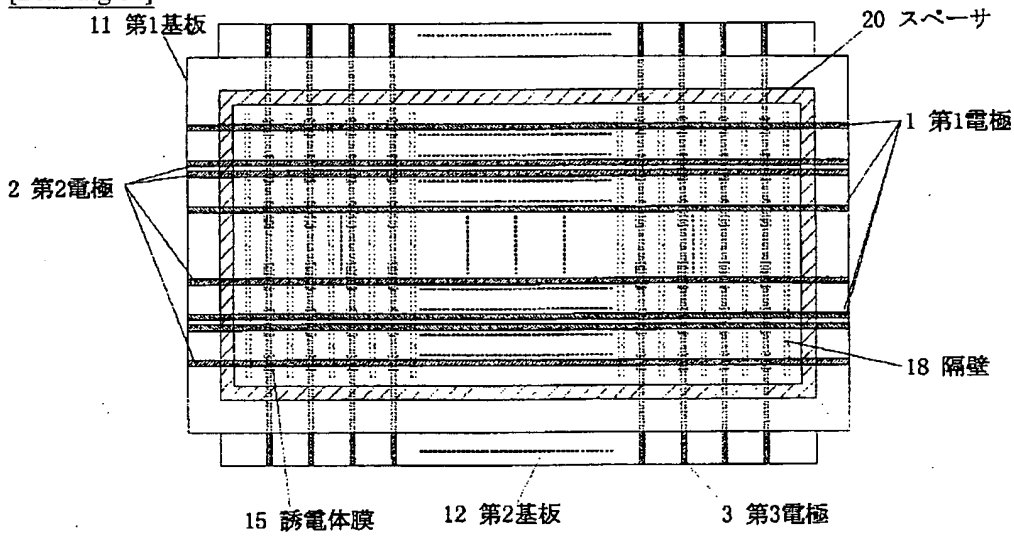 11 第1基板
20 スペーサ
1 第1電極
2 第2電極
18 隔壁
15 誘電体膜
12 第2基板
3 第3電極